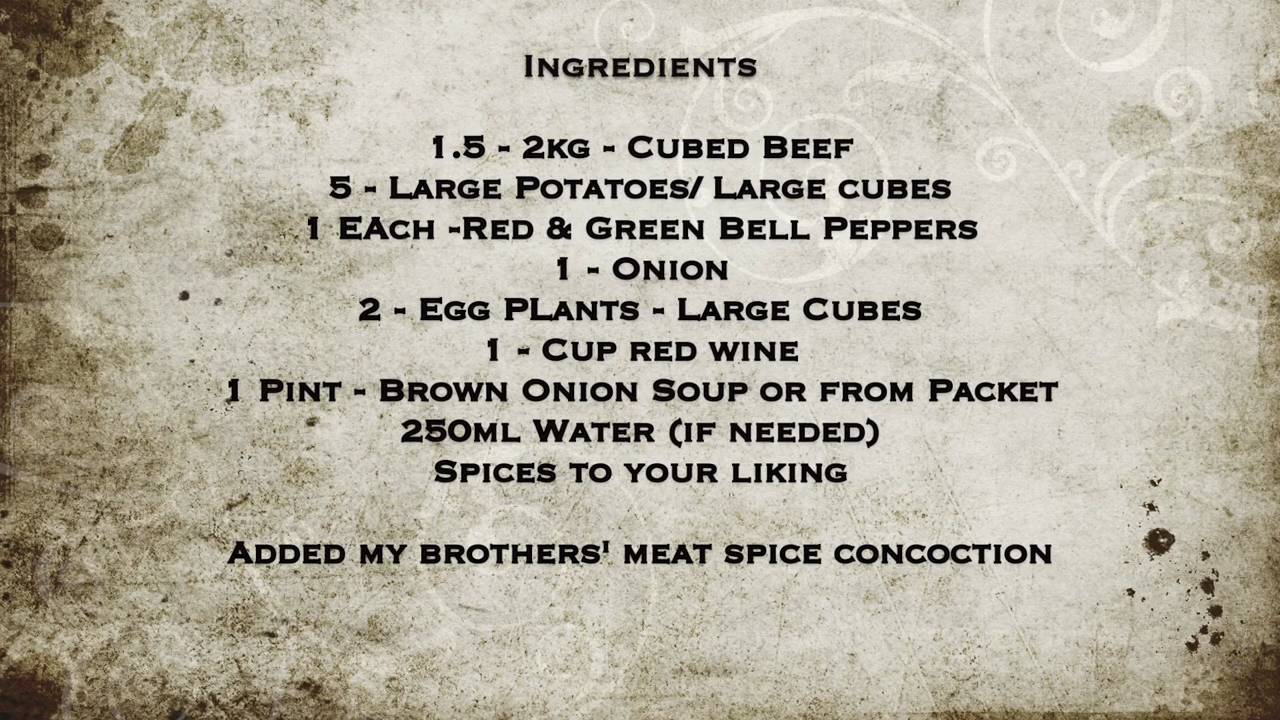 Ingredients
1.5 - 2kg - Cubed Beef
5 - Large Potatoes/ Large cubes
1 EAch -Red & Green Bell Peppers
1 - Onion
2 - Egg PLants - Large Cubes
1 - Cup red wine
1 Pint - Brown Onion Soup or from Packet
250ml Water (if needed)
Spices to your liking
Added my brothers' meat spice concoction